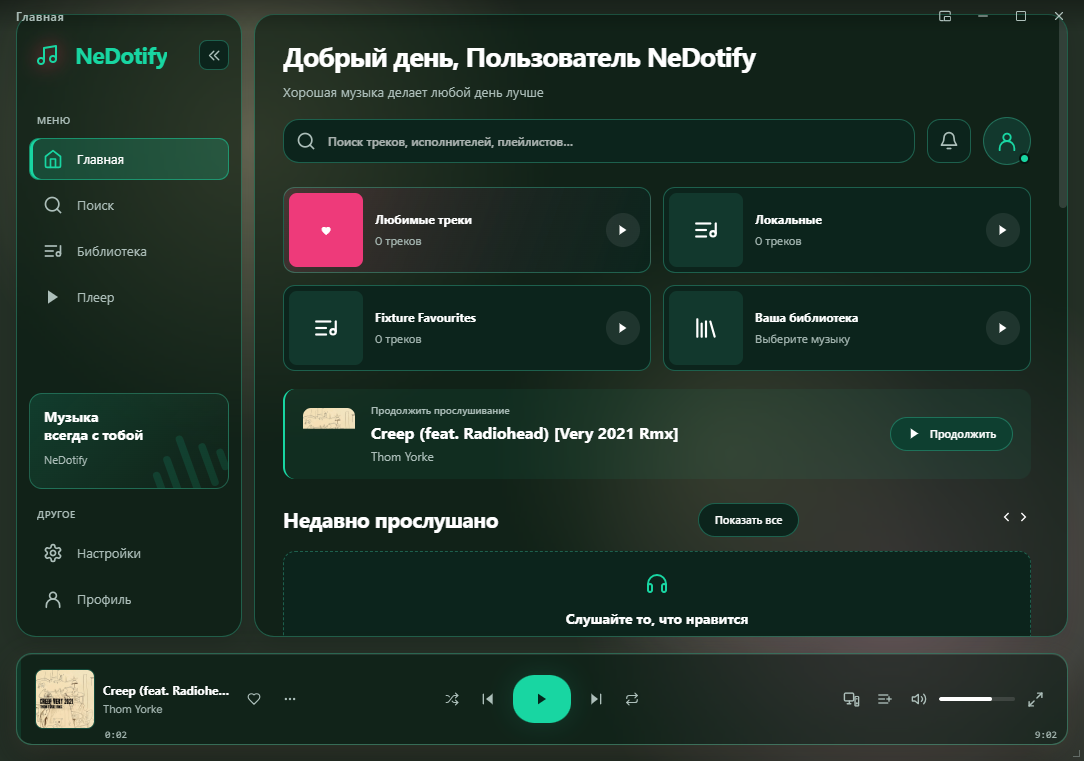 Главная
NeDotify
МЕНЮ
Главная
Поиск
Библиотека
Плеер
Музыка
всегда с тобой
NeDotify
ДРУГОЕ
Настройки
Профиль
Добрый день, Пользователь NeDotify
Хорошая музыка делает любой день лучше
Поиск треков, исполнителей, плейлистов...
Любимые треки
0 треков
Локальные
0 треков
Fixture Favourites
0 треков
Ваша библиотека
Выберите музыку
Продолжить прослушивание
Creep (feat. Radiohead) [Very 2021 Rmx]
Thom Yorke
Продолжить
Недавно прослушано
Показать все
Слушайте то, что нравится
CREEP VERY 2021
Creep (feat. Radiohe...
Thom Yorke
0:02
9:02